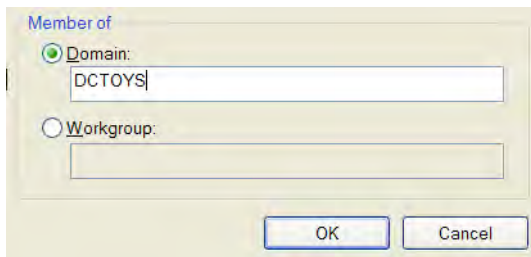 Member of
Domain:
DCTOYS
Workgroup:
OK Cancel